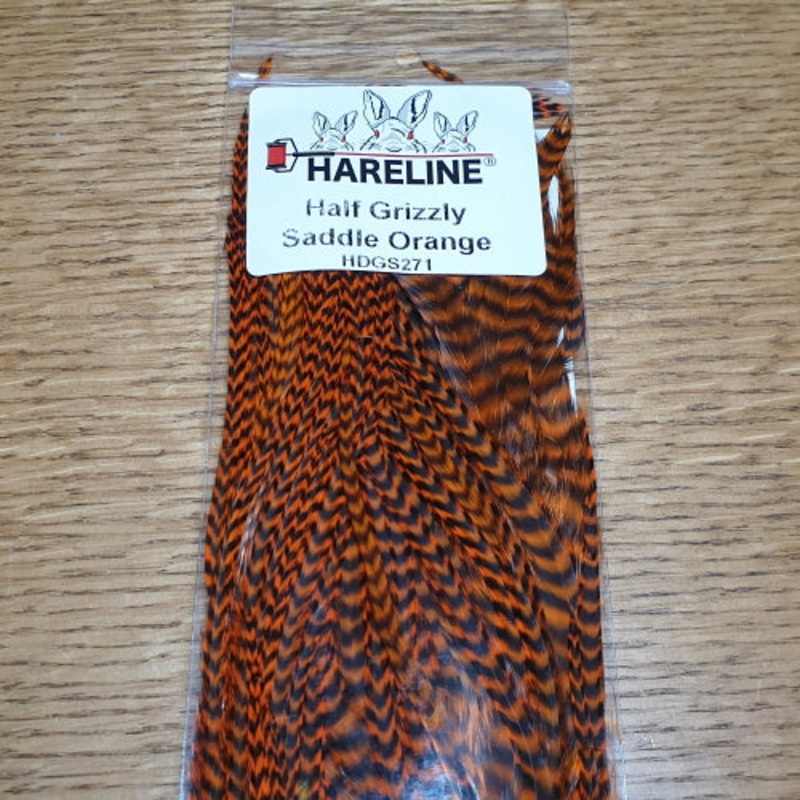 HARELINE®
Half Grizzly
Saddle Orange
HDGS271